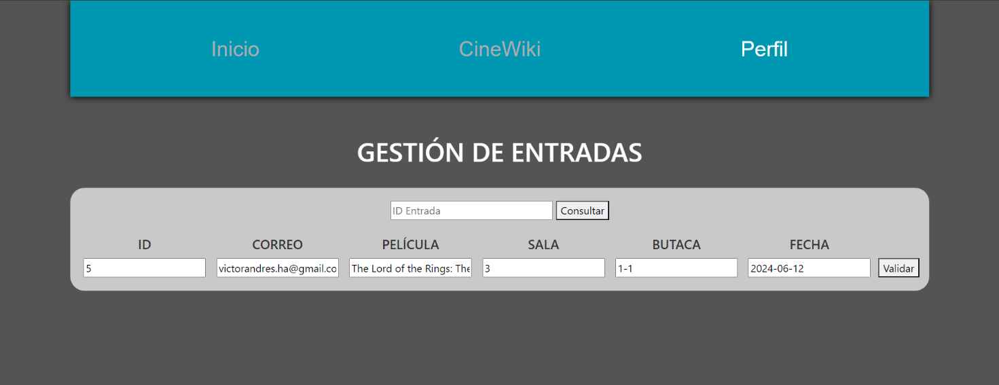 Inicio CineWiki Perfil
GESTIÓN DE ENTRADAS
ID Entrada Consultar
ID CORREO PELÍCULA SALA BUTACA FECHA
5 victorandres.ha@gmail.co The Lord of the Rings: The 3 1-1 2024-06-12 Validar